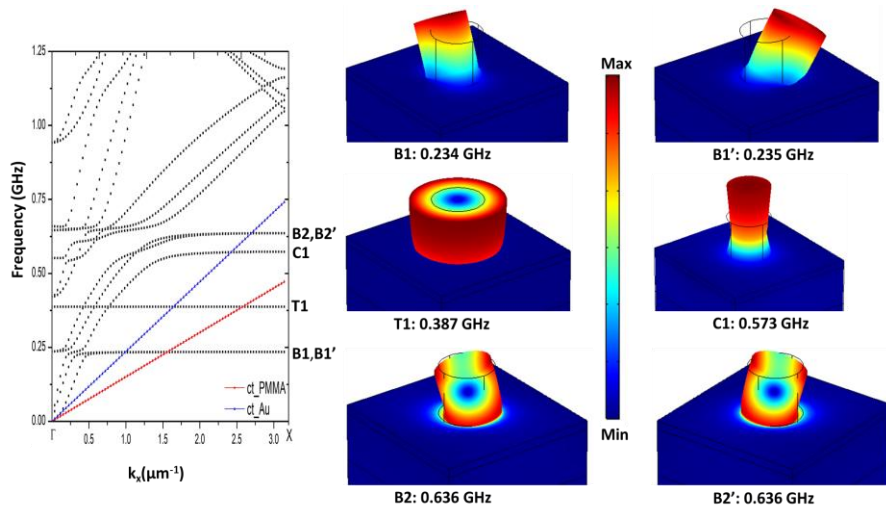 1.25
1.00
0.75
0.50
0.25
0.00
Frequency (GHz)
Γ 0.5 1.0 1.5 2.0 2.5 3.0 X
kₓ(µm⁻¹)
ct_PMMA
ct_Au
B2,B2’
C1
T1
B1,B1’
B1: 0.234 GHz
B1’: 0.235 GHz
T1: 0.387 GHz
C1: 0.573 GHz
B2: 0.636 GHz
B2’: 0.636 GHz
Max
Min